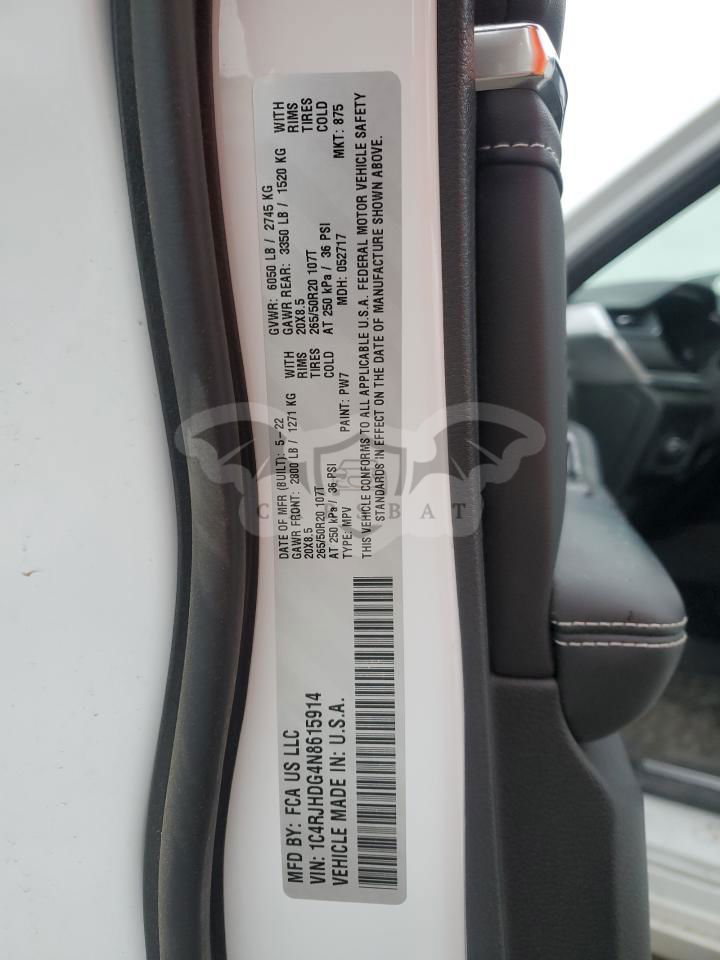 MFD BY: FCA US LLC
VIN: 1C4RJHDG4N8615914
VEHICLE MADE IN: U.S.A.
DATE OF MFR (BUILT): 5-22
GAWR FRONT: 2800 LB / 1271 KG WITH
20X8.5 RIMS
265/50R20 107T TIRES
AT 250 kPa / 36 PSI COLD
TYPE: MPV PAINT: PW7
GVWR: 6050 LB / 2745 KG
GAWR REAR: 3350 LB / 1520 KG WITH
20X8.5 RIMS
265/50R20 107T TIRES
AT 250 kPa / 36 PSI COLD
MDH: 052717 MKT: 875
THIS VEHICLE CONFORMS TO ALL APPLICABLE U.S.A. FEDERAL MOTOR VEHICLE SAFETY
STANDARDS IN EFFECT ON THE DATE OF MANUFACTURE SHOWN ABOVE.